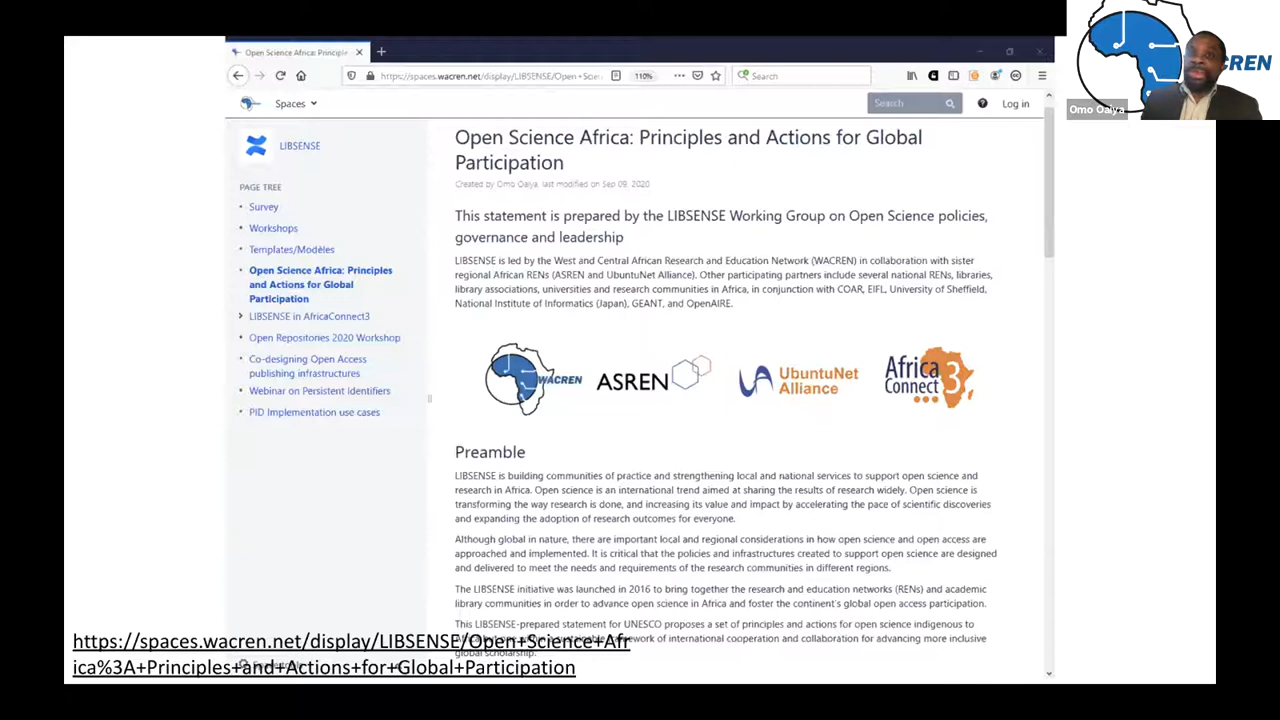 Open Science Africa: Principle
Search
https://spaces.wacren.net/display/LIBSENSE/Open+Scie
110%
WACREN
Omo Oaiya
Spaces
Search
Log in
LIBSENSE
PAGE TREE
Survey
Workshops
Templates/Modèles
Open Science Africa: Principles
and Actions for Global
Participation
LIBSENSE in AfricaConnect3
Open Repositories 2020 Workshop
Co-designing Open Access
publishing infrastructures
Webinar on Persistent Identifiers
PID Implementation use cases
Open Science Africa: Principles and Actions for Global
Participation
Created by Omo Oaiya, last modified on Sep 09, 2020
This statement is prepared by the LIBSENSE Working Group on Open Science policies,
governance and leadership
LIBSENSE is led by the West and Central African Research and Education Network (WACREN) in collaboration with sister
regional African RENs (ASREN and UbuntuNet Alliance). Other participating partners include several national RENs, libraries,
library associations, universities and research communities in Africa, in conjunction with COAR, EIFL, University of Sheffield,
National Institute of Informatics (Japan), GEANT, and OpenAIRE.
WACREN
ASREN
UbuntuNet
Alliance
Africa
Connect 3
Preamble
LIBSENSE is building communities of practice and strengthening local and national services to support open science and
research in Africa. Open science is an international trend aimed at sharing the results of research widely. Open science is
transforming the way research is done, and increasing its value and impact by accelerating the pace of scientific discoveries
and expanding the adoption of research outcomes for everyone.
Although global in nature, there are important local and regional considerations in how open science and open access are
approached and implemented. It is critical that the policies and infrastructures created to support open science are designed
and delivered to meet the needs and requirements of the research communities in different regions.
The LIBSENSE initiative was launched in 2016 to bring together the research and education networks (RENs) and academic
library communities in order to advance open science in Africa and foster the continent's global open access participation.
This LIBSENSE-prepared statement for UNESCO proposes a set of principles and actions for open science indigenous to
framework of international cooperation and collaboration for advancing more inclusive
global scholarship.
https://spaces.wacren.net/display/LIBSENSE/Open+Science+Afr
ica%3A+Principles+and+Actions+for+Global+Participation